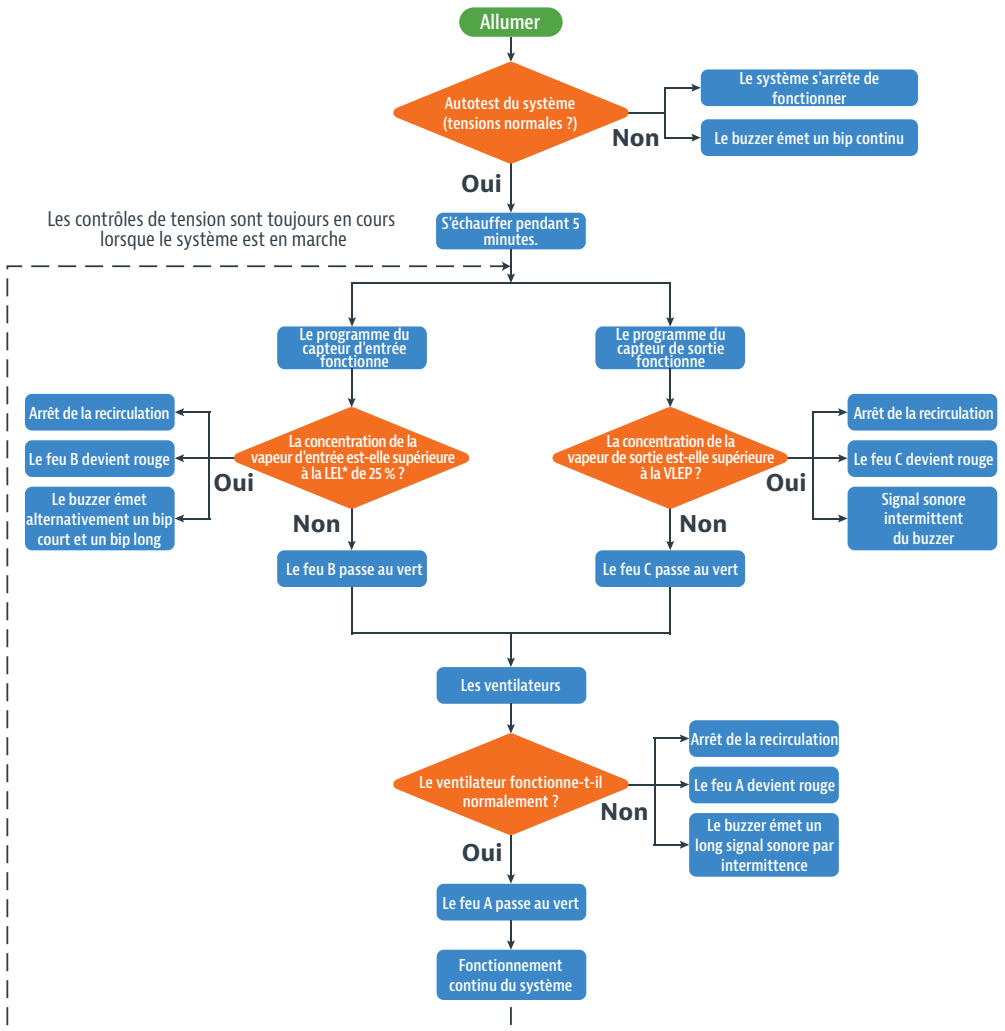 Allumer
Autotest du système
(tensions normales ?)
Non
Le système s'arrête de
fonctionner
Le buzzer émet un bip continu
Oui
Les contrôles de tension sont toujours en cours
lorsque le système est en marche
S'échauffer pendant 5
minutes.
Le programme du
capteur d'entrée
fonctionne
Le programme du
capteur de sortie
fonctionne
Arrêt de la recirculation
Le feu B devient rouge
Le buzzer émet
alternativement un bip
court et un bip long
Oui
La concentration de la
vapeur d'entrée est-elle supérieure
à la LEL* de 25 % ?
Non
Le feu B passe au vert
La concentration de la
vapeur de sortie est-elle supérieure
à la VLEP ?
Oui
Non
Arrêt de la recirculation
Le feu C devient rouge
Signal sonore
intermittent
du buzzer
Le feu C passe au vert
Les ventilateurs
Le ventilateur fonctionne-t-il
normalement ?
Non
Arrêt de la recirculation
Le feu A devient rouge
Le buzzer émet un
long signal sonore par
intermittence
Oui
Le feu A passe au vert
Fonctionnement
continu du système